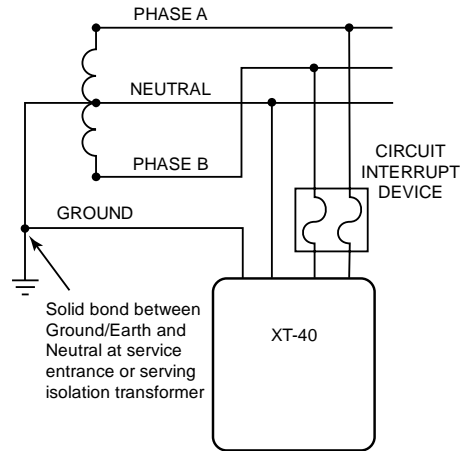 PHASE A
NEUTRAL
PHASE B
CIRCUIT
INTERRUPT
DEVICE
GROUND
Solid bond between
Ground/Earth and
Neutral at service
entrance or serving
isolation transformer
XT-40